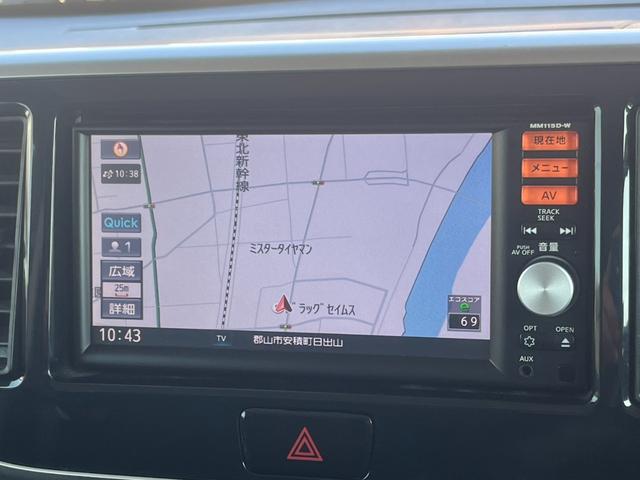 MM115D-W
東北新幹線
現在地
10:38
メニュー
AV
TRACK
SEEK
Quick
1
ミスタータイヤマン
PUSH
AV OFF
音量
広域
25m
ラッグセイムス
エコスコア
e
69
詳細
10:43
TV
郡山市安積町日出山
OPT
OPEN
AUX